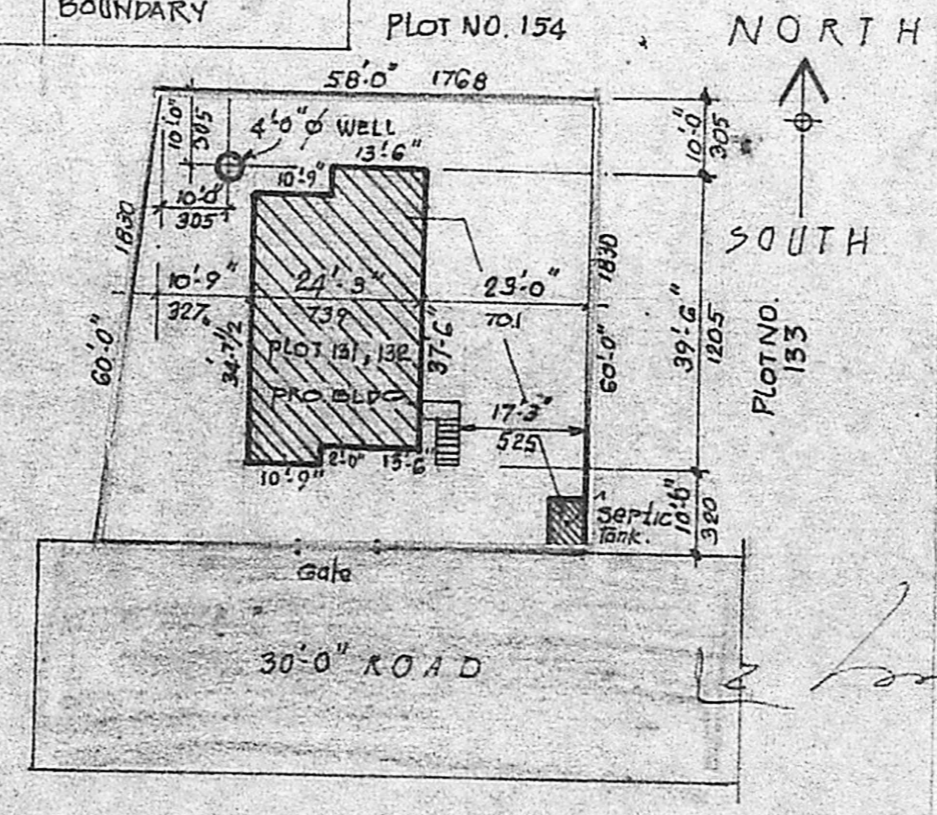 BOUNDARY
PLOT NO. 154
NORTH
58'-0" 1768
10'-0"
305
4'-0" Ø WELL
13'-6"
10'-9"
10'-0"
305
10'-0"
305
SOUTH
1830
60'-0"
10'-9"
327
24'-3"
739
23'-0"
701
1830
60'-0"
39'-6"
1205
PLOT NO.
133
34'-7½
PLOT 131, 132
PRO. BLDG
37'-6"
17'-3"
525
10'-9"
2'-0"
13'-6"
Septic
Tank.
10'-6"
320
Gate
30'-0" ROAD